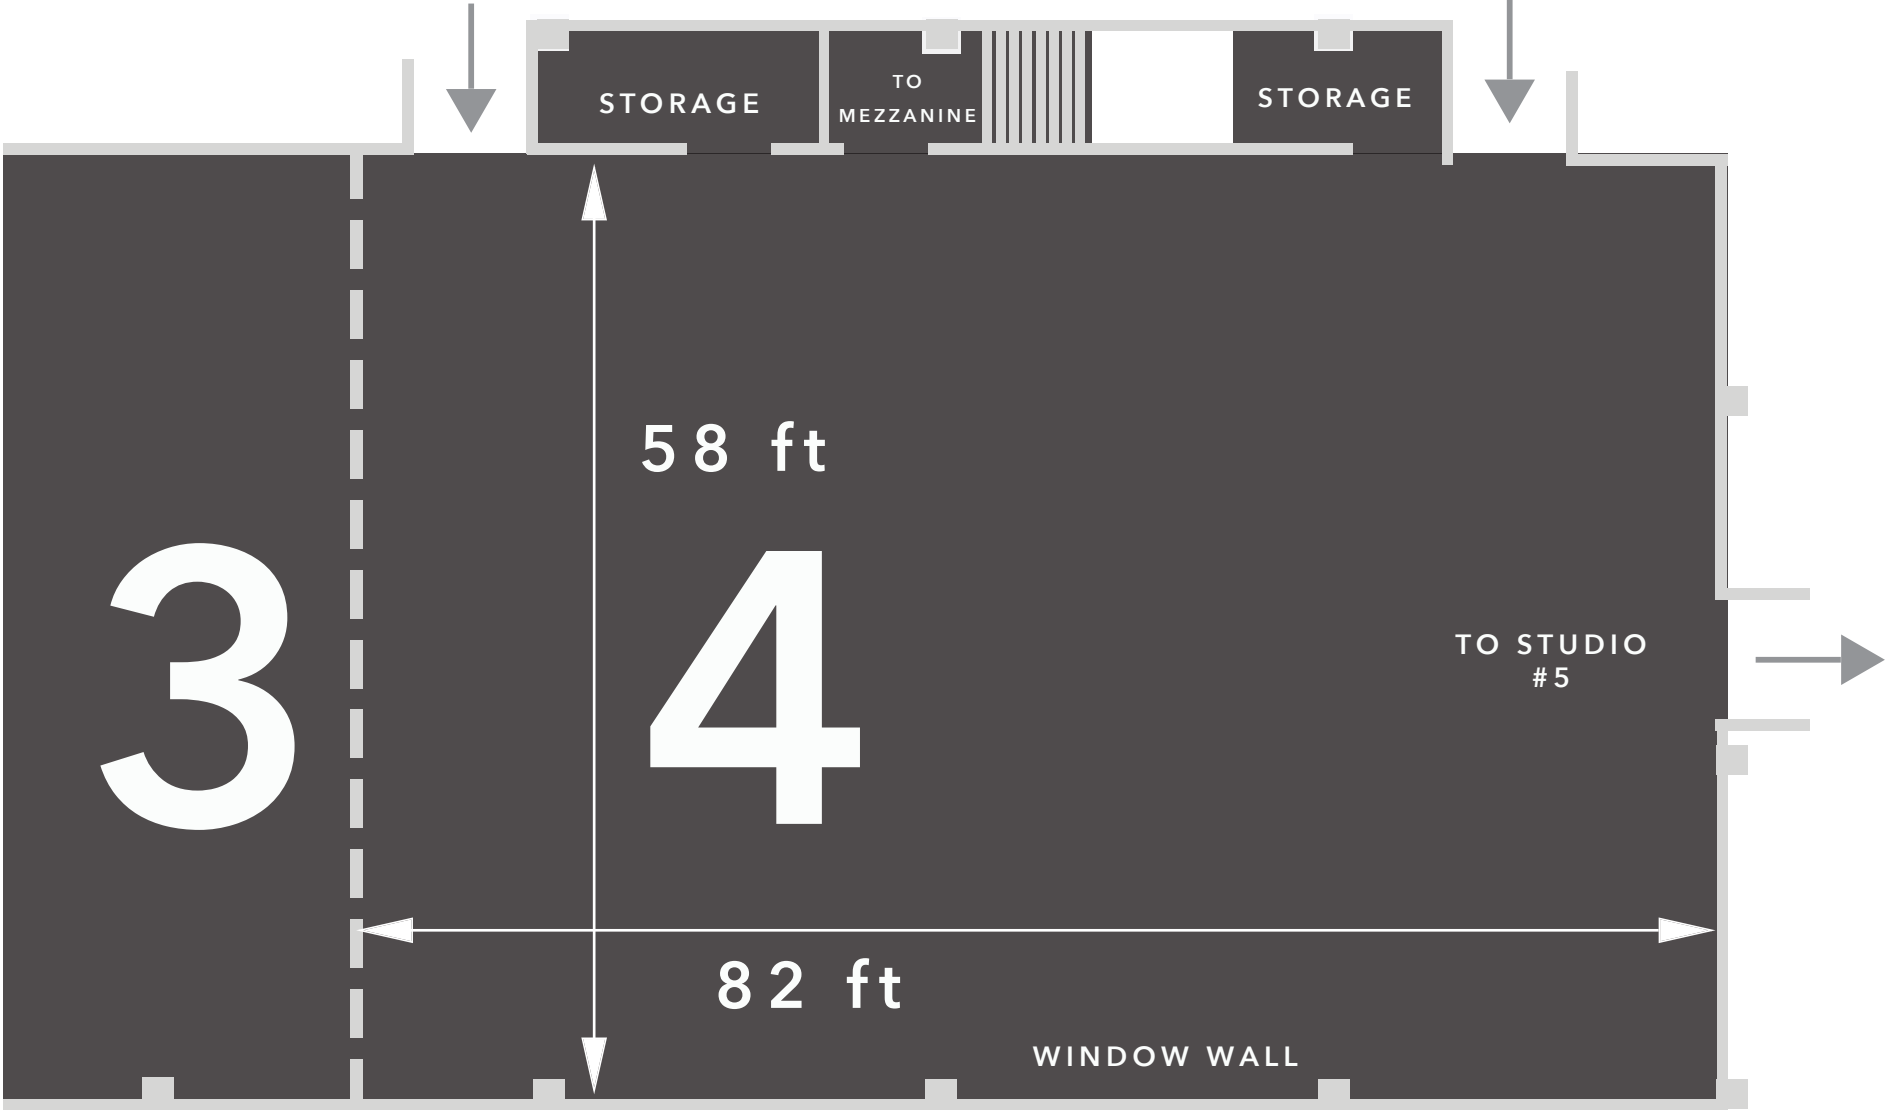 STORAGE
TO
MEZZANINE
STORAGE
58 ft
3
4
TO STUDIO
#5
82 ft
WINDOW WALL